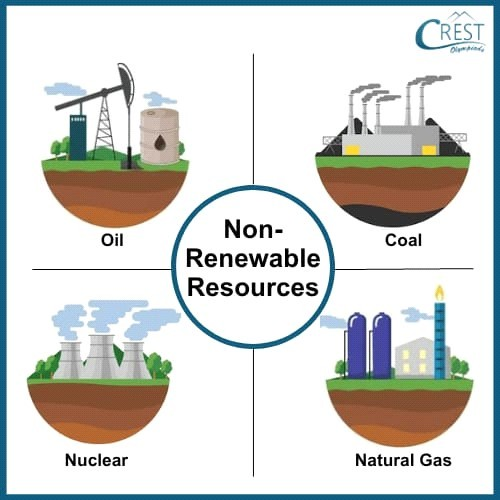 CREST
Olympiads
Oil
Coal
Non-
Renewable
Resources
Nuclear
Natural Gas